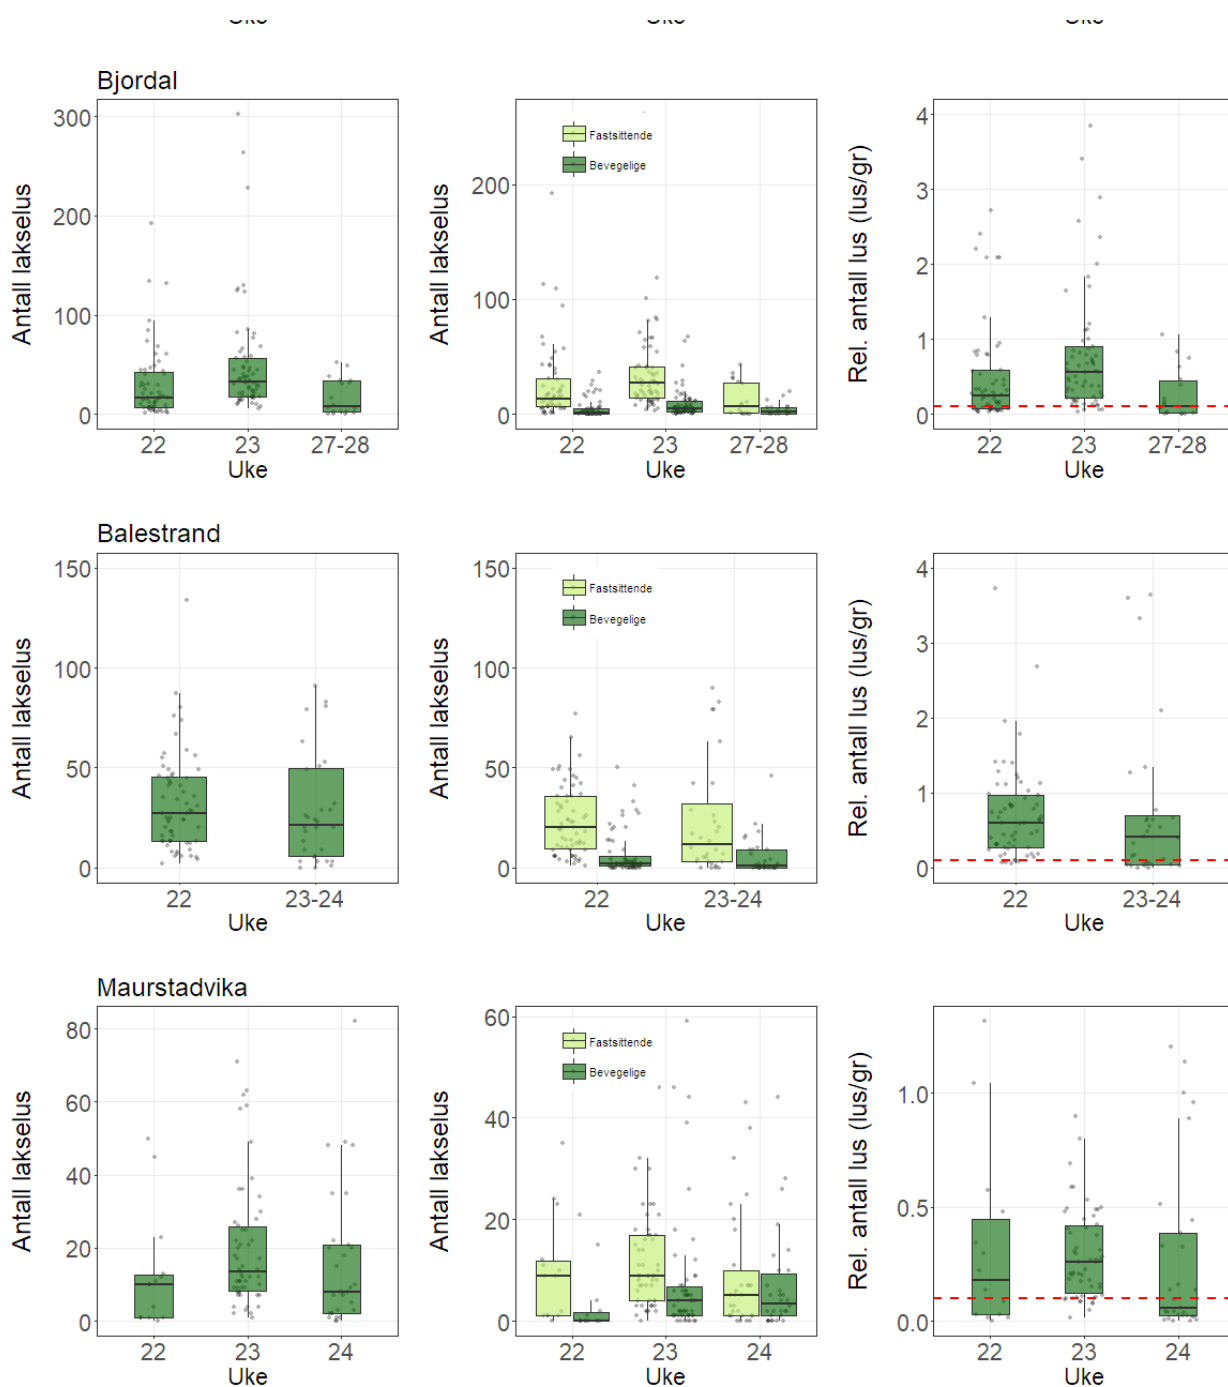 Uke Uke Uke
Bjordal
Antall lakselus
300
200
100
0
22 23 27-28
Uke
Antall lakselus
200
100
0
Fastsittende
Bevegelige
22 23 27-28
Uke
Rel. antall lus (lus/gr)
4
3
2
1
0
22 23 27-28
Uke
Balestrand
Antall lakselus
150
100
50
0
22 23-24
Uke
Antall lakselus
150
100
50
0
Fastsittende
Bevegelige
22 23-24
Uke
Rel. antall lus (lus/gr)
4
3
2
1
0
22 23-24
Uke
Maurstadvika
Antall lakselus
80
60
40
20
0
22 23 24
Uke
Antall lakselus
60
40
20
0
Fastsittende
Bevegelige
22 23 24
Uke
Rel. antall lus (lus/gr)
1.0
0.5
0.0
22 23 24
Uke